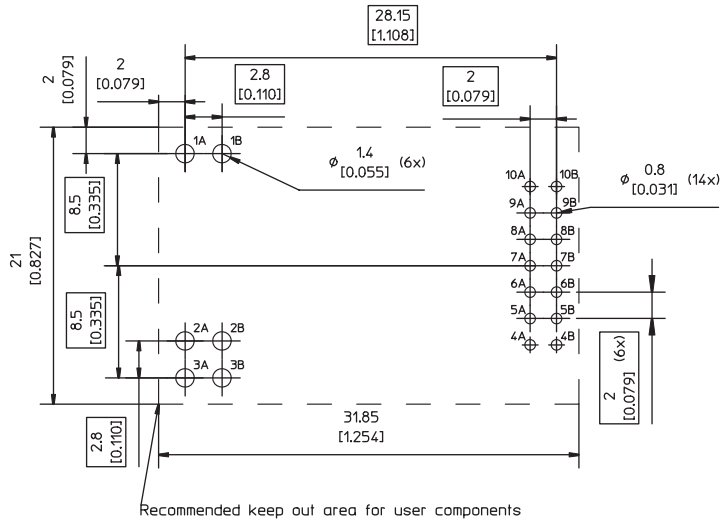 28.15
[1.108]
2
[0.079]
2
[0.079]
2.8
[0.110]
2
[0.079]
1A
1B
ø 1.4 (6x)
[0.055]
ø 0.8 (14x)
[0.031]
10A
10B
9A
9B
8A
8B
7A
7B
6A
6B
5A
5B
4A
4B
8.5
[0.335]
21
[0.827]
8.5
[0.335]
2A
2B
3A
3B
2 (6x)
[0.079]
2.8
[0.110]
31.85
[1.254]
Recommended keep out area for user components